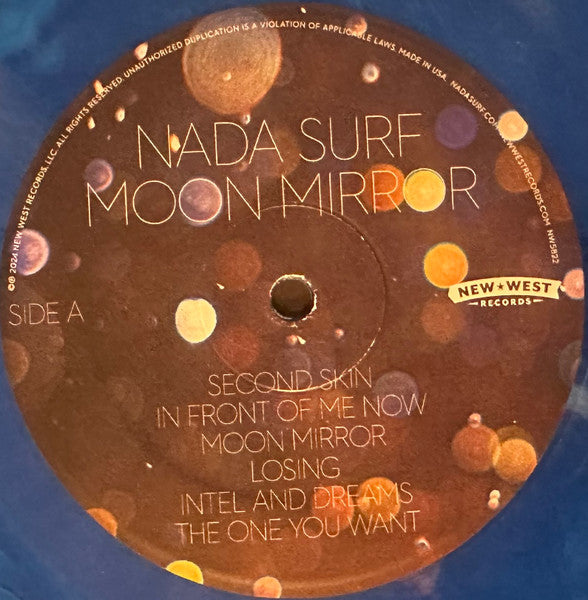 ℗© 2024 NEW WEST RECORDS, LLC. ALL RIGHTS RESERVED. UNAUTHORIZED DUPLICATION IS A VIOLATION OF APPLICABLE LAWS. MADE IN USA. NADASURF.COM NEWWESTRECORDS.COM NW5822
NADA SURF
MOON MIRROR
NEW★WEST
RECORDS
SIDE A
SECOND SKIN
IN FRONT OF ME NOW
MOON MIRROR
LOSING
INTEL AND DREAMS
THE ONE YOU WANT